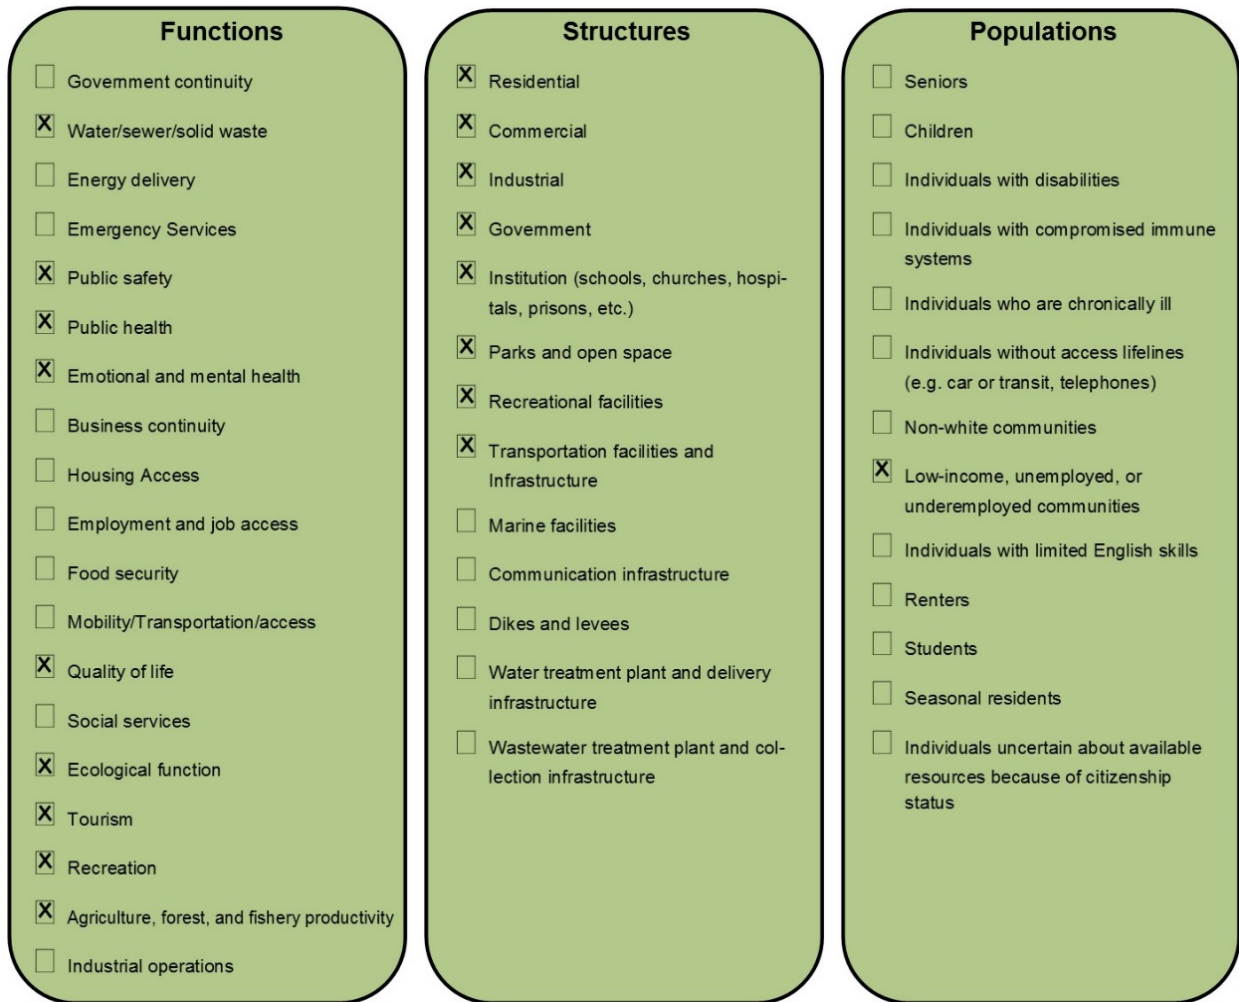 Functions
Government continuity
X Water/sewer/solid waste
Energy delivery
Emergency Services
X Public safety
X Public health
X Emotional and mental health
Business continuity
Housing Access
Employment and job access
Food security
Mobility/Transportation/access
X Quality of life
Social services
X Ecological function
X Tourism
X Recreation
X Agriculture, forest, and fishery productivity
Industrial operations
Structures
X Residential
X Commercial
X Industrial
X Government
X Institution (schools, churches, hospi-
tals, prisons, etc.)
X Parks and open space
X Recreational facilities
X Transportation facilities and
Infrastructure
Marine facilities
Communication infrastructure
Dikes and levees
Water treatment plant and delivery
infrastructure
Wastewater treatment plant and col-
lection infrastructure
Populations
Seniors
Children
Individuals with disabilities
Individuals with compromised immune
systems
Individuals who are chronically ill
Individuals without access lifelines
(e.g. car or transit, telephones)
Non-white communities
X Low-income, unemployed, or
underemployed communities
Individuals with limited English skills
Renters
Students
Seasonal residents
Individuals uncertain about available
resources because of citizenship
status